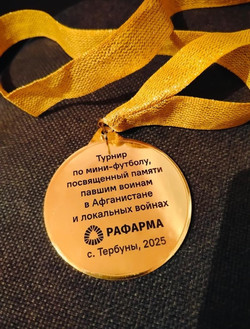 Турнир
по мини-футболу,
посвященный памяти
павшим воинам
в Афганистане
и локальных войнах
РАФАРМА
с. Тербуны, 2025